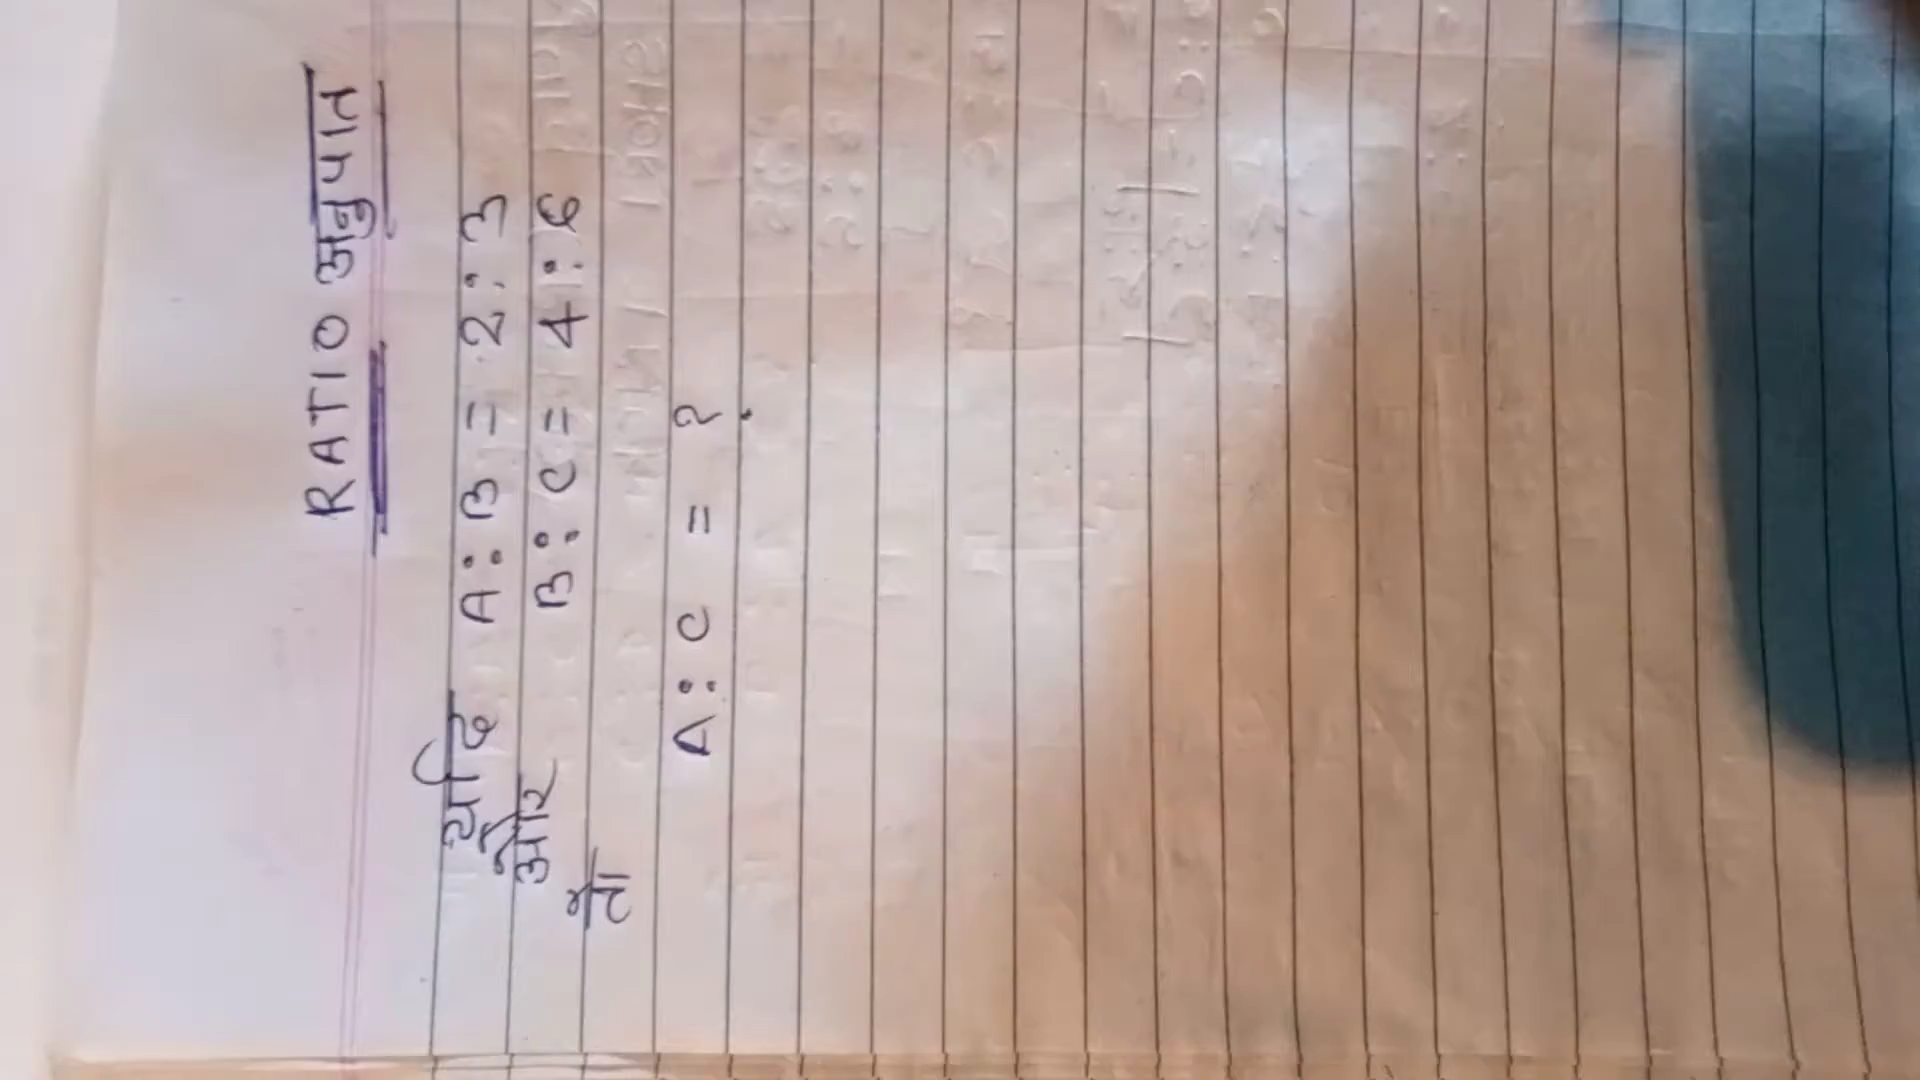 RATIO अनुपात
यदि A:B = 2:3
और B:C = 4:6
तो
A:C = ?